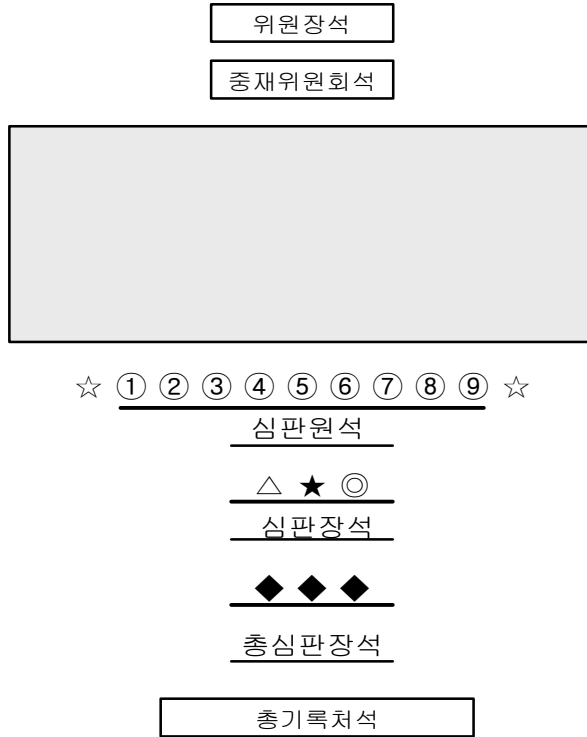 위원장석
중재위원회석
☆ ① ② ③ ④ ⑤ ⑥ ⑦ ⑧ ⑨ ☆
심판원석
△ ★ ◎
심판장석
◆ ◆ ◆
총심판장석
총기록처석